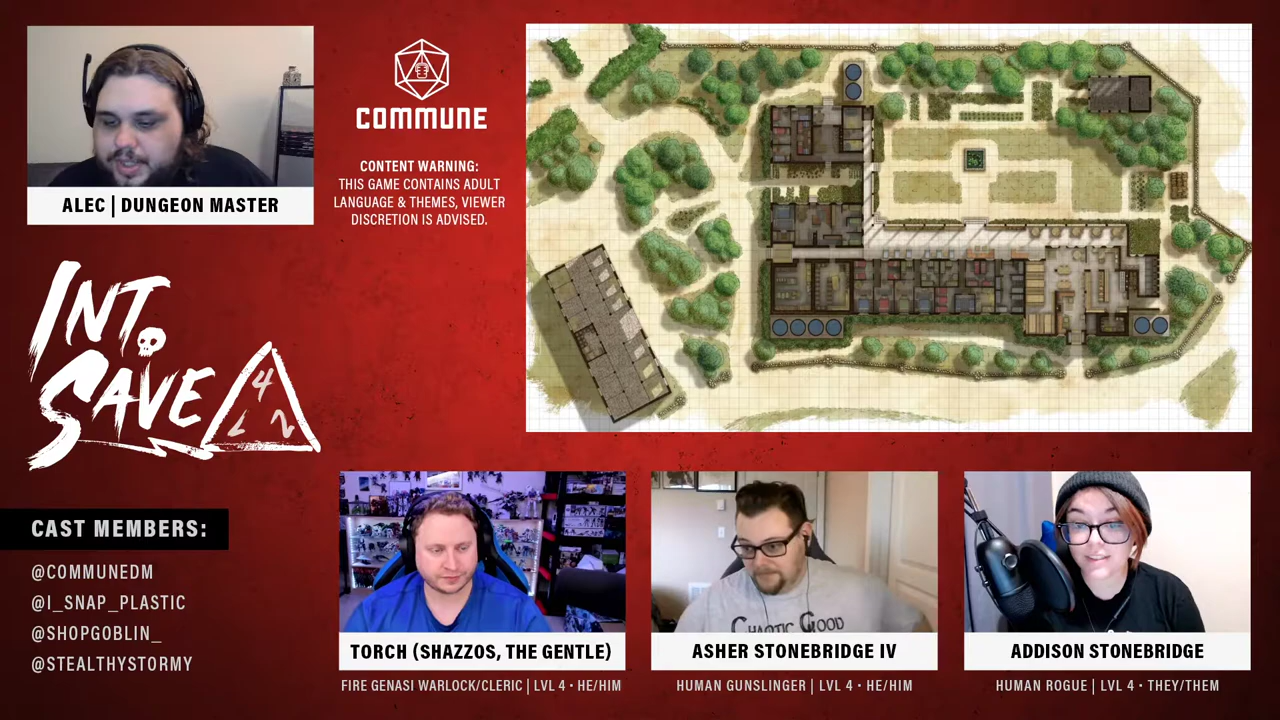 ALEC | DUNGEON MASTER
COMMUNE
CONTENT WARNING:
THIS GAME CONTAINS ADULT
LANGUAGE & THEMES, VIEWER
DISCRETION IS ADVISED.
INT.
SAVE
4
CAST MEMBERS:
@COMMUNEDM
@I_SNAP_PLASTIC
@SHOPGOBLIN_
@STEALTHYSTORMY
TORCH (SHAZZOS, THE GENTLE)
FIRE GENASI WARLOCK/CLERIC | LVL 4 • HE/HIM
CHAOTIC GOOD
ASHER STONEBRIDGE IV
HUMAN GUNSLINGER | LVL 4 • HE/HIM
ADDISON STONEBRIDGE
HUMAN ROGUE | LVL 4 • THEY/THEM